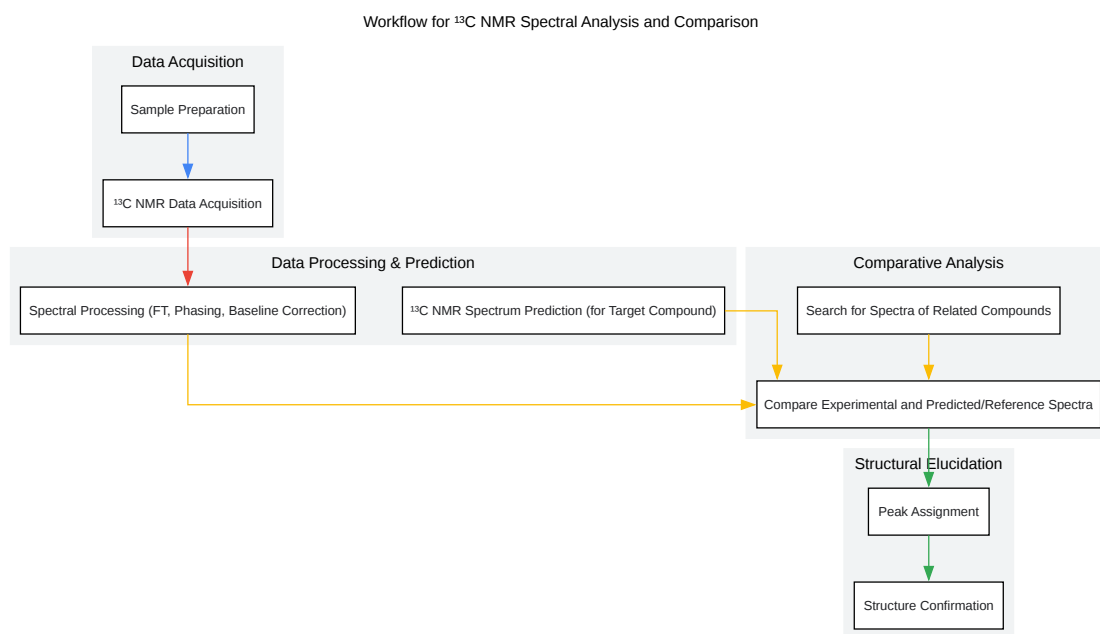 Workflow for ¹³C NMR Spectral Analysis and Comparison
Data Acquisition
Sample Preparation
¹³C NMR Data Acquisition
Data Processing & Prediction
Spectral Processing (FT, Phasing, Baseline Correction)
¹³C NMR Spectrum Prediction (for Target Compound)
Comparative Analysis
Search for Spectra of Related Compounds
Compare Experimental and Predicted/Reference Spectra
Structural Elucidation
Peak Assignment
Structure Confirmation